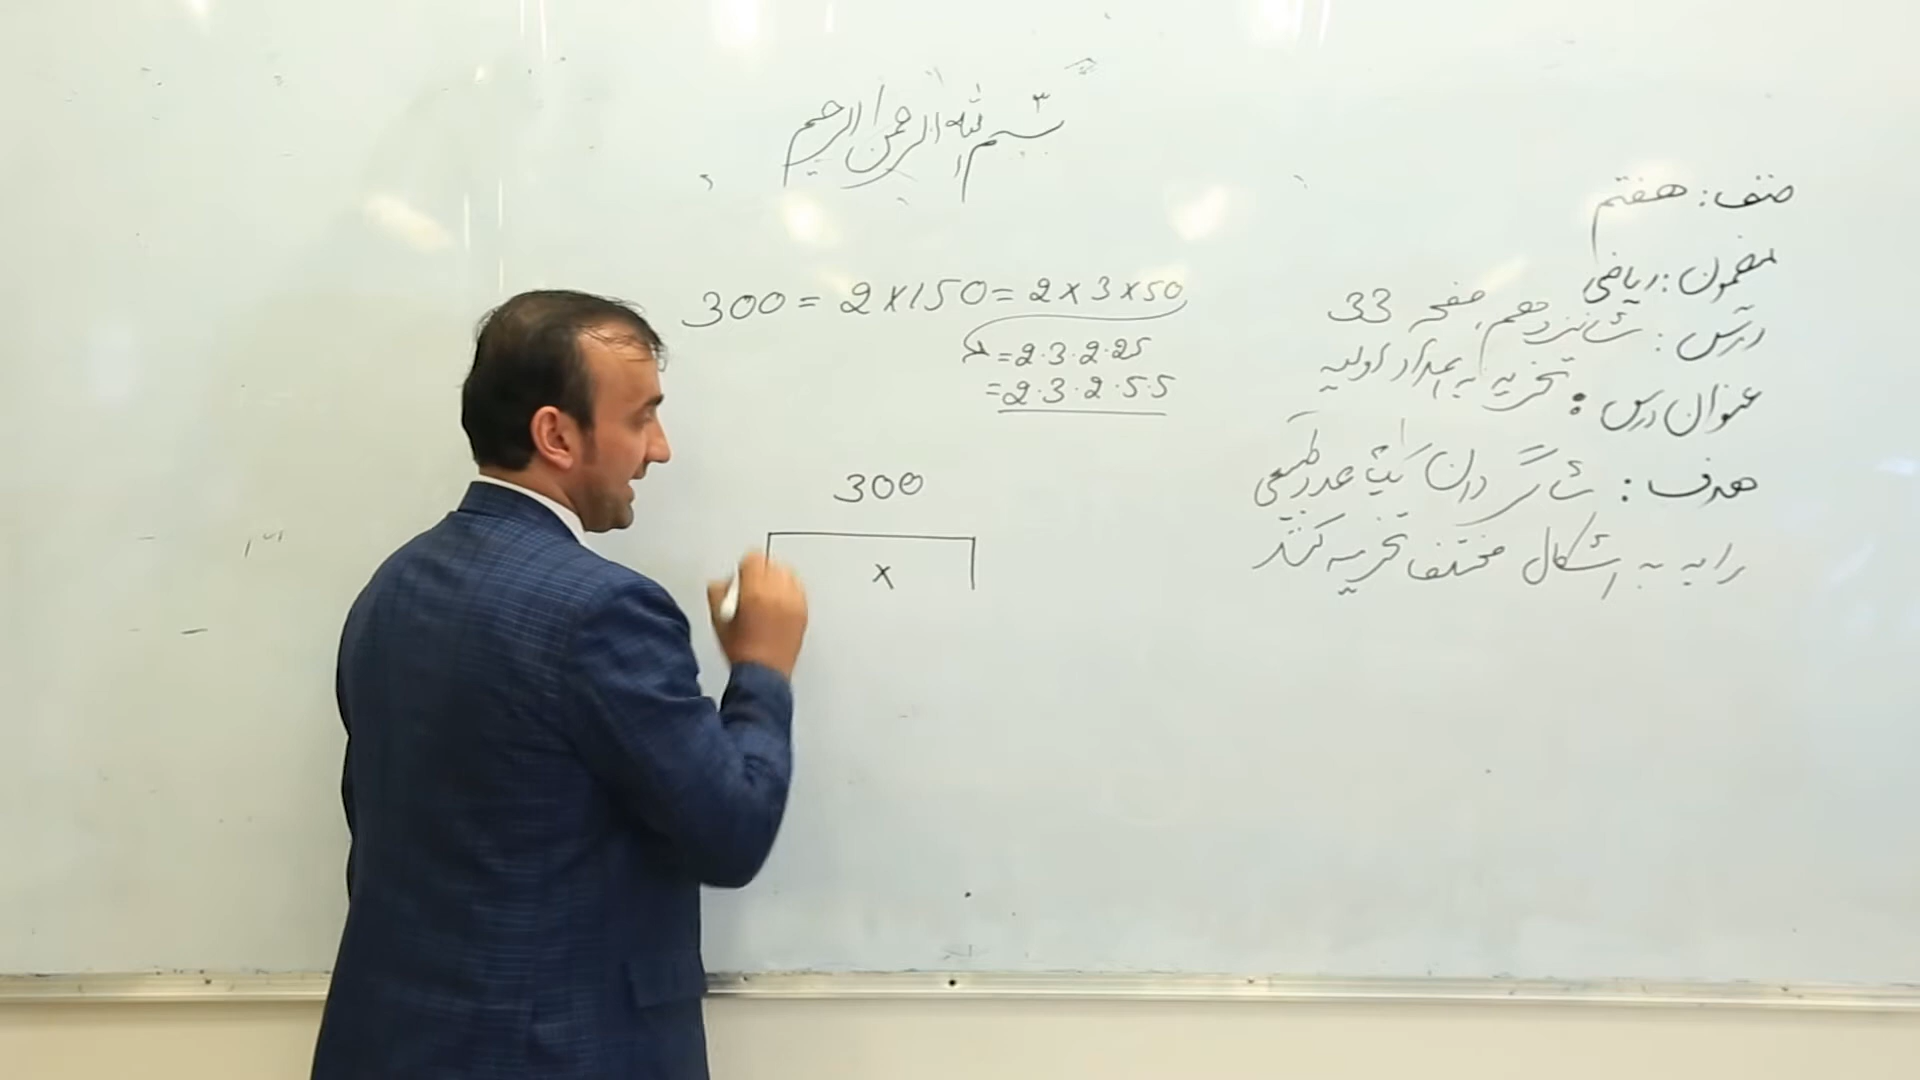 بسم الله الرحمن الرحیم
صنف: هفتم
مضمون: ریاضی
درس: شانزدهم، صفحه 33
عنوان درس: تجزیه به اعداد اولیه
هدف: شاگردان یک عدد طبیعی
را به به اشکال مختلف تجزیه کنند
300 = 2 × 150 = 2 × 3 × 50
= 2 · 3 · 2 · 25
= 2 · 3 · 2 · 5 · 5
300
×